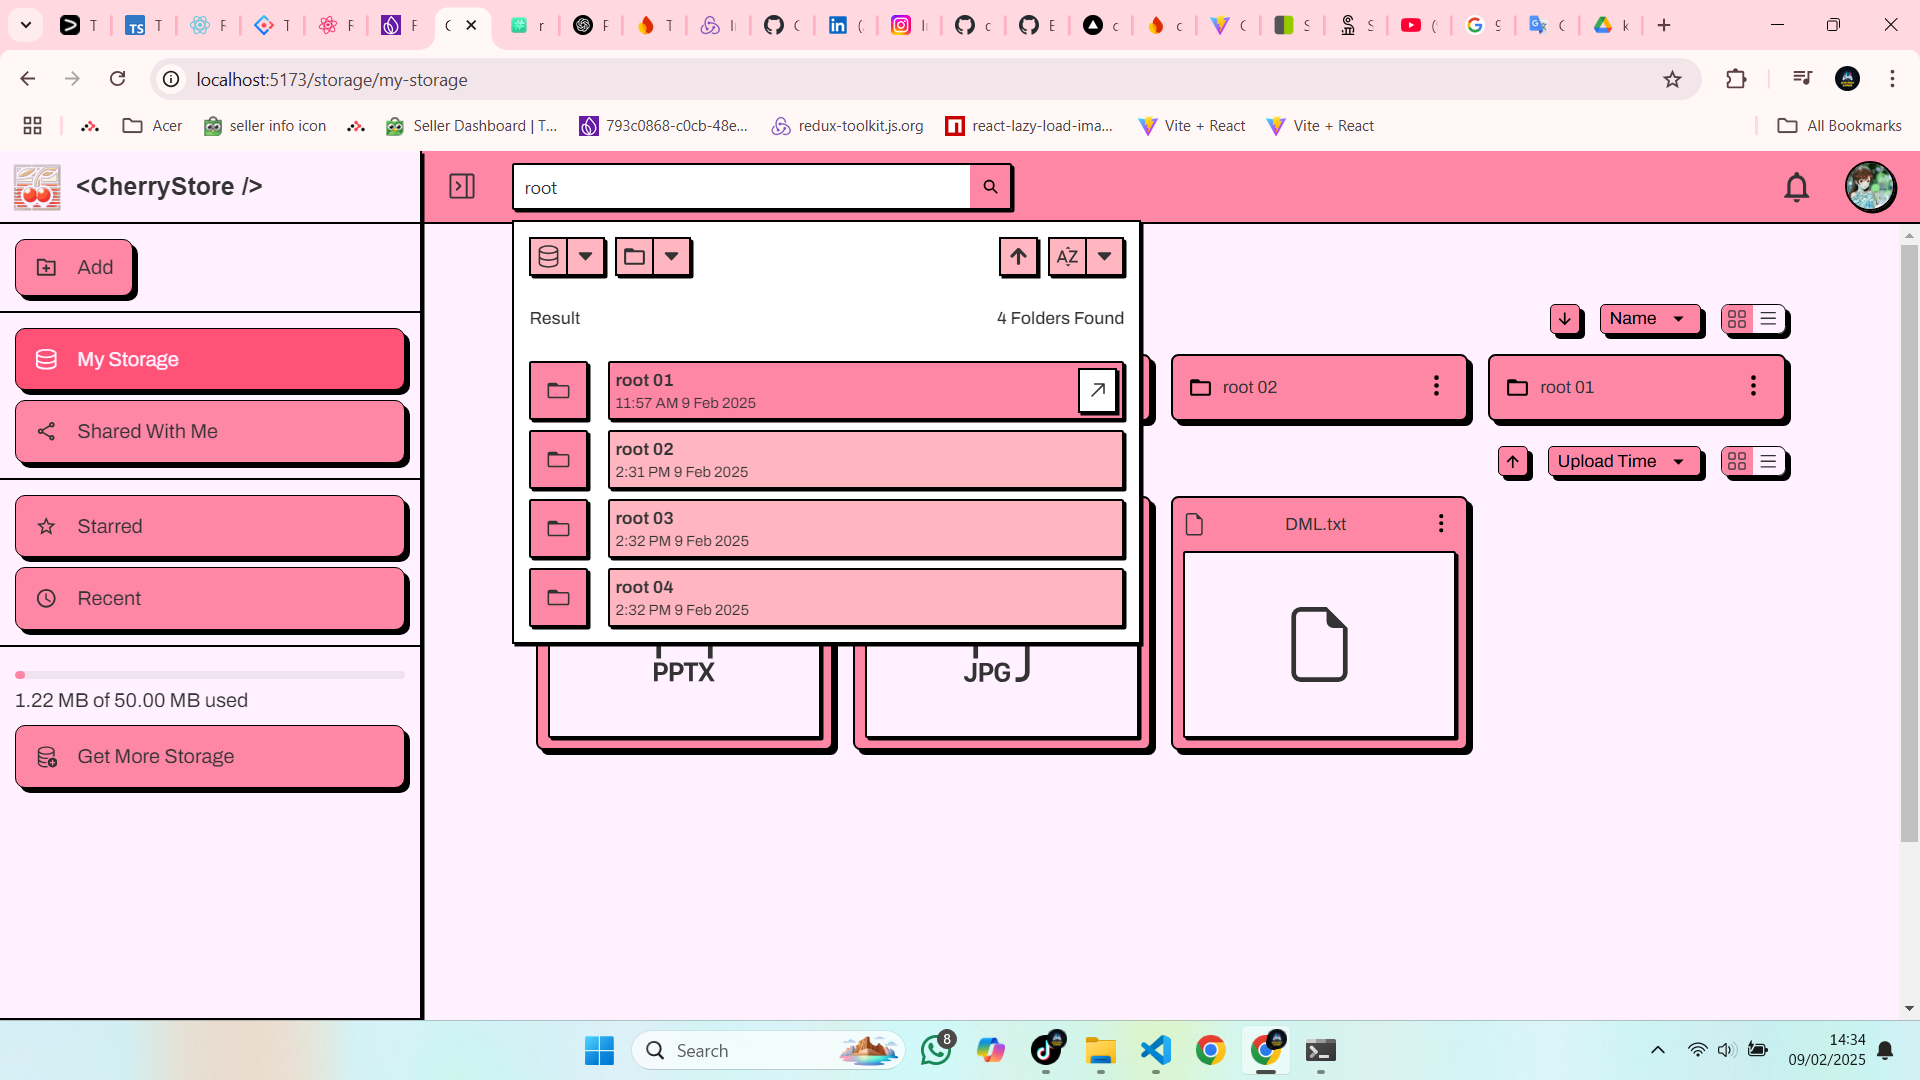 localhost:5173/storage/my-storage
Acer
seller info icon
Seller Dashboard | T...
793c0868-c0cb-48e...
redux-toolkit.js.org
react-lazy-load-ima...
Vite + React
Vite + React
All Bookmarks
<CherryStore />
root
Add
AZ
Result
4 Folders Found
Name
My Storage
root 01
11:57 AM 9 Feb 2025
root 02
root 01
Shared With Me
root 02
2:31 PM 9 Feb 2025
Upload Time
Starred
root 03
2:32 PM 9 Feb 2025
DML.txt
Recent
root 04
2:32 PM 9 Feb 2025
PPTX
JPG
1.22 MB of 50.00 MB used
Get More Storage
Search
8
14:34
09/02/2025